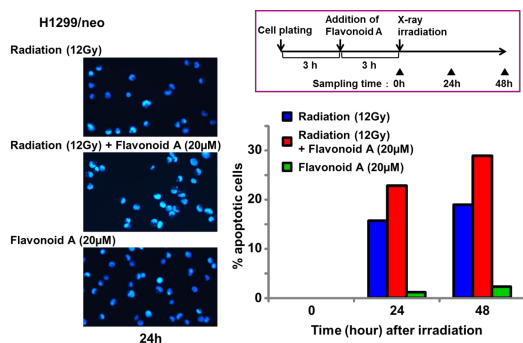 H1299/neo
Radiation (12Gy)
Radiation (12Gy) + Flavonoid A (20µM)
Flavonoid A (20µM)
24h
Cell plating
Addition of
Flavonoid A
X-ray
irradiation
3 h
3 h
Sampling time : 0h 24h 48h
Radiation (12Gy)
Radiation (12Gy)
+ Flavonoid A (20µM)
Flavonoid A (20µM)
% apoptotic cells
30
20
10
0
0 24 48
Time (hour) after irradiation